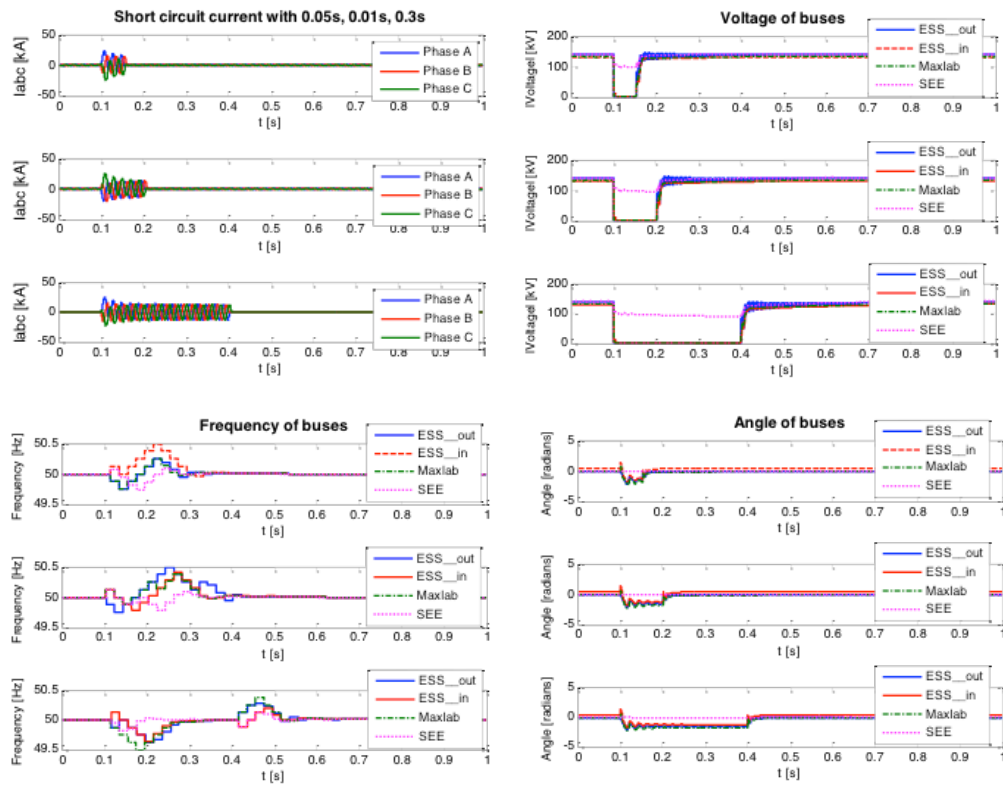 Short circuit current with 0.05s, 0.01s, 0.3s
50
0
-50
Iabc [kA]
Phase A
Phase B
Phase C
0 0.1 0.2 0.3 0.4 0.5 0.6 0.7 0.8 0.9 1
t [s]
50
0
-50
Iabc [kA]
Phase A
Phase B
Phase C
0 0.1 0.2 0.3 0.4 0.5 0.6 0.7 0.8 0.9 1
t [s]
50
0
-50
Iabc [kA]
Phase A
Phase B
Phase C
0 0.1 0.2 0.3 0.4 0.5 0.6 0.7 0.8 0.9 1
t [s]
Voltage of buses
200
100
0
IVoltagel [kV]
ESS__out
ESS__in
Maxlab
SEE
0 0.1 0.2 0.3 0.4 0.5 0.6 0.7 0.8 0.9 1
t [s]
200
100
0
IVoltagel [kV]
ESS__out
ESS__in
Maxlab
SEE
0 0.1 0.2 0.3 0.4 0.5 0.6 0.7 0.8 0.9 1
t [s]
200
100
0
IVoltagel [kV]
ESS__out
ESS__in
Maxlab
SEE
0 0.1 0.2 0.3 0.4 0.5 0.6 0.7 0.8 0.9 1
t [s]
Frequency of buses
50.5
50
49.5
Frequency [Hz]
ESS__out
ESS__in
Maxlab
SEE
0 0.1 0.2 0.3 0.4 0.5 0.6 0.7 0.8 0.9 1
t [s]
50.5
50
49.5
Frequency [Hz]
ESS__out
ESS__in
Maxlab
SEE
0 0.1 0.2 0.3 0.4 0.5 0.6 0.7 0.8 0.9 1
t [s]
50.5
50
49.5
Frequency [Hz]
ESS__out
ESS__in
Maxlab
SEE
0 0.1 0.2 0.3 0.4 0.5 0.6 0.7 0.8 0.9 1
t [s]
Angle of buses
5
0
-5
Angle [radians]
ESS__out
ESS__in
Maxlab
SEE
0 0.1 0.2 0.3 0.4 0.5 0.6 0.7 0.8 0.9 1
t [s]
5
0
-5
Angle [radians]
ESS__out
ESS__in
Maxlab
SEE
0 0.1 0.2 0.3 0.4 0.5 0.6 0.7 0.8 0.9 1
t [s]
5
0
-5
Angle [radians]
ESS__out
ESS__in
Maxlab
SEE
0 0.1 0.2 0.3 0.4 0.5 0.6 0.7 0.8 0.9 1
t [s]